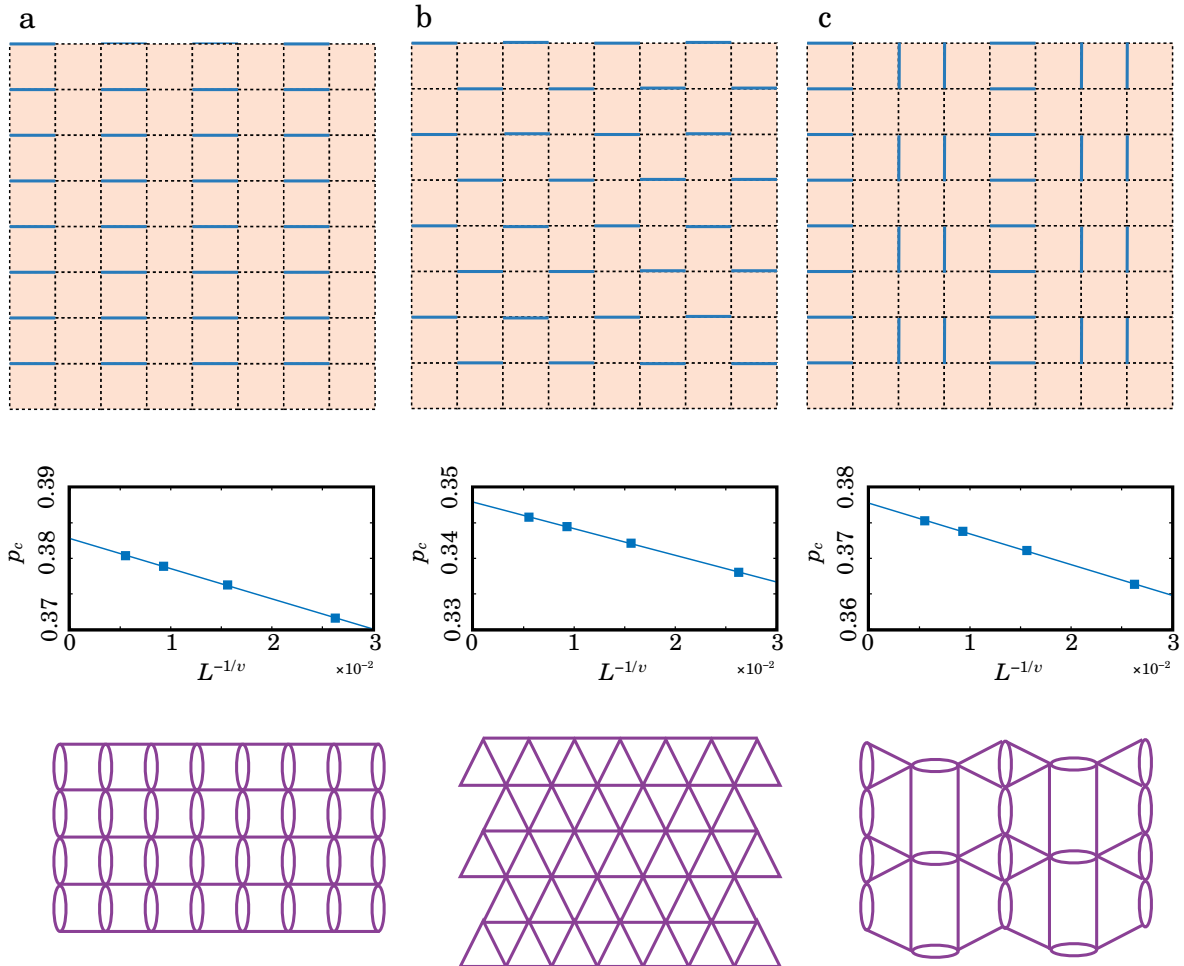 a
b
c
0.39
0.38
0.37
p_c
0
1
2
3
L^{-1/ν}
×10⁻²
0.35
0.34
0.33
p_c
0
1
2
3
L^{-1/ν}
×10⁻²
0.38
0.37
0.36
p_c
0
1
2
3
L^{-1/ν}
×10⁻²